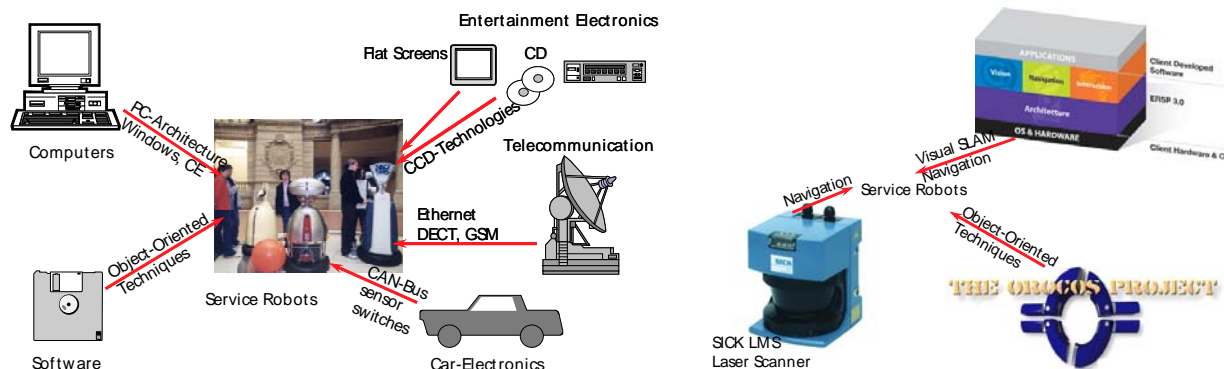 Entertainment Electronics
Flat Screens
CD
PC-Architecture
Windows, CE
CCD-Technologies
Computers
Telecommunication
Ethernet
DECT, GSM
Object-Oriented
Techniques
CAN-Bus
sensor
switches
Service Robots
Software
Car-Electronics
APPLICATIONS
Vision
Navigation
Interaction
Architecture
OS & HARDWARE
Client Developed
Software
ERSP 3.0
Client Hardware & O
Visual SLAM
Navigation
Navigation
Service Robots
Object-Oriented
Techniques
SICK
THE OROCOS PROJECT
SICK LMS
Laser Scanner